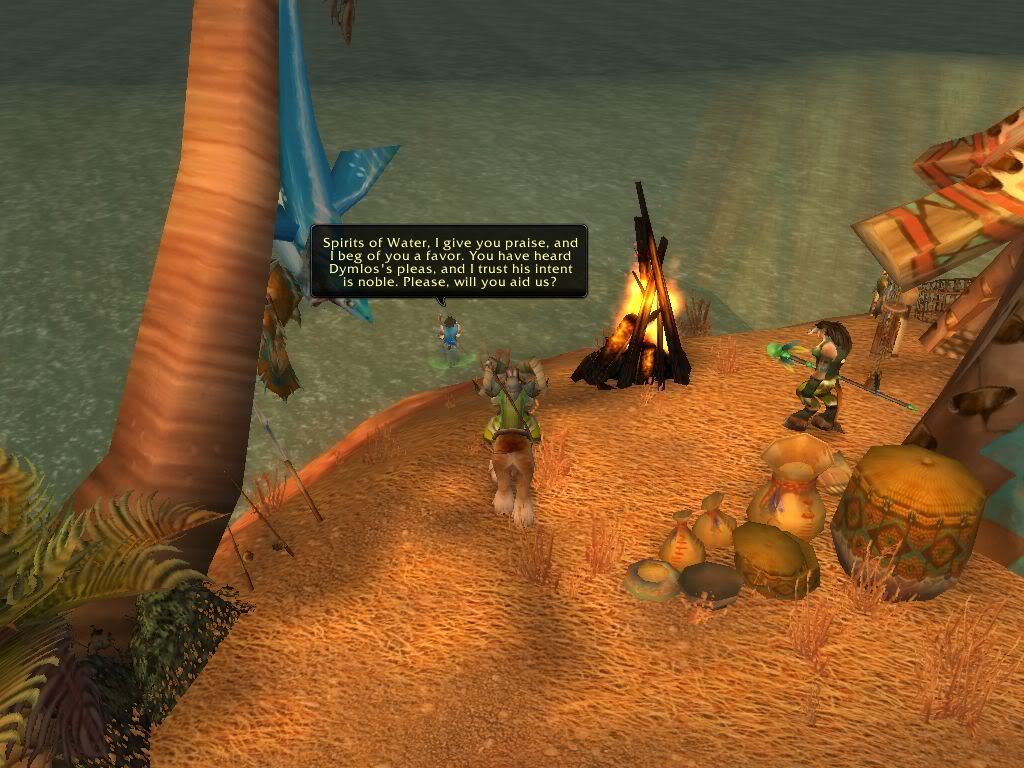 Spirits of Water, I give you praise, and
I beg of you a favor. You have heard
Dymlos's pleas, and I trust his intent
is noble. Please, will you aid us?